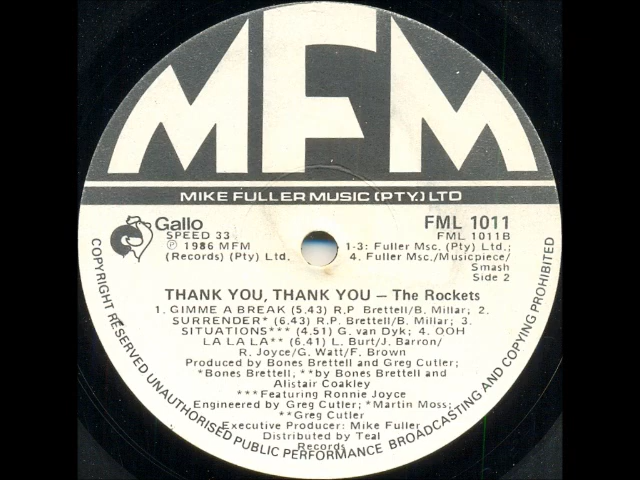 MFM
MIKE FULLER MUSIC (PTY.) LTD
Gallo
SPEED 33
℗ 1986 MFM
(Records) (Pty) Ltd.
FML 1011
FML 1011B
1-3: Fuller Msc. (Pty) Ltd.;
4. Fuller Msc./Musicpiece/
Smash
Side 2
THANK YOU, THANK YOU — The Rockets
1. GIMME A BREAK (5.43) R.P Brettell/B. Millar; 2.
SURRENDER* (6.43) R.P. Brettell/B. Millar; 3.
SITUATIONS*** (4.51) G. van Dyk; 4. OOH
LA LA LA** (6.41) L. Burt/J. Barron/
R. Joyce/G. Watt/F. Brown
Produced by Bones Brettell and Greg Cutler;
*Bones Brettell, **by Bones Brettell and
Alistair Coakley
***Featuring Ronnie Joyce
Engineered by Greg Cutler; *Martin Moss;
**Greg Cutler
Executive Producer: Mike Fuller
Distributed by Teal
Records
COPYRIGHT RESERVED UNAUTHORISED PUBLIC PERFORMANCE BROADCASTING AND COPYING PROHIBITED